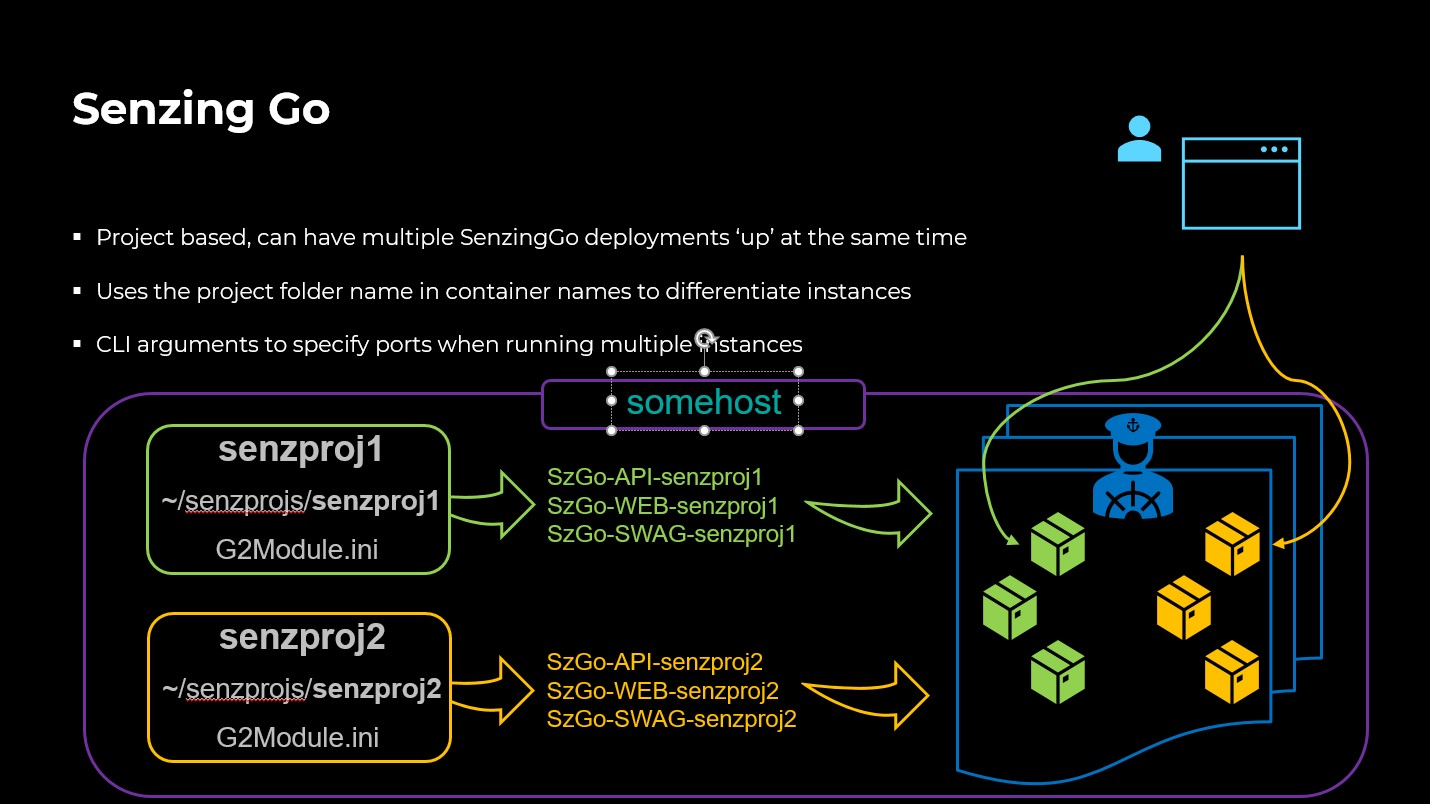 Senzing Go
▪ Project based, can have multiple SenzingGo deployments ‘up’ at the same time
▪ Uses the project folder name in container names to differentiate instances
▪ CLI arguments to specify ports when running multiple instances
somehost
senzproj1
~/senzprojs/senzproj1
G2Module.ini
SzGo-API-senzproj1
SzGo-WEB-senzproj1
SzGo-SWAG-senzproj1
senzproj2
~/senzprojs/senzproj2
G2Module.ini
SzGo-API-senzproj2
SzGo-WEB-senzproj2
SzGo-SWAG-senzproj2